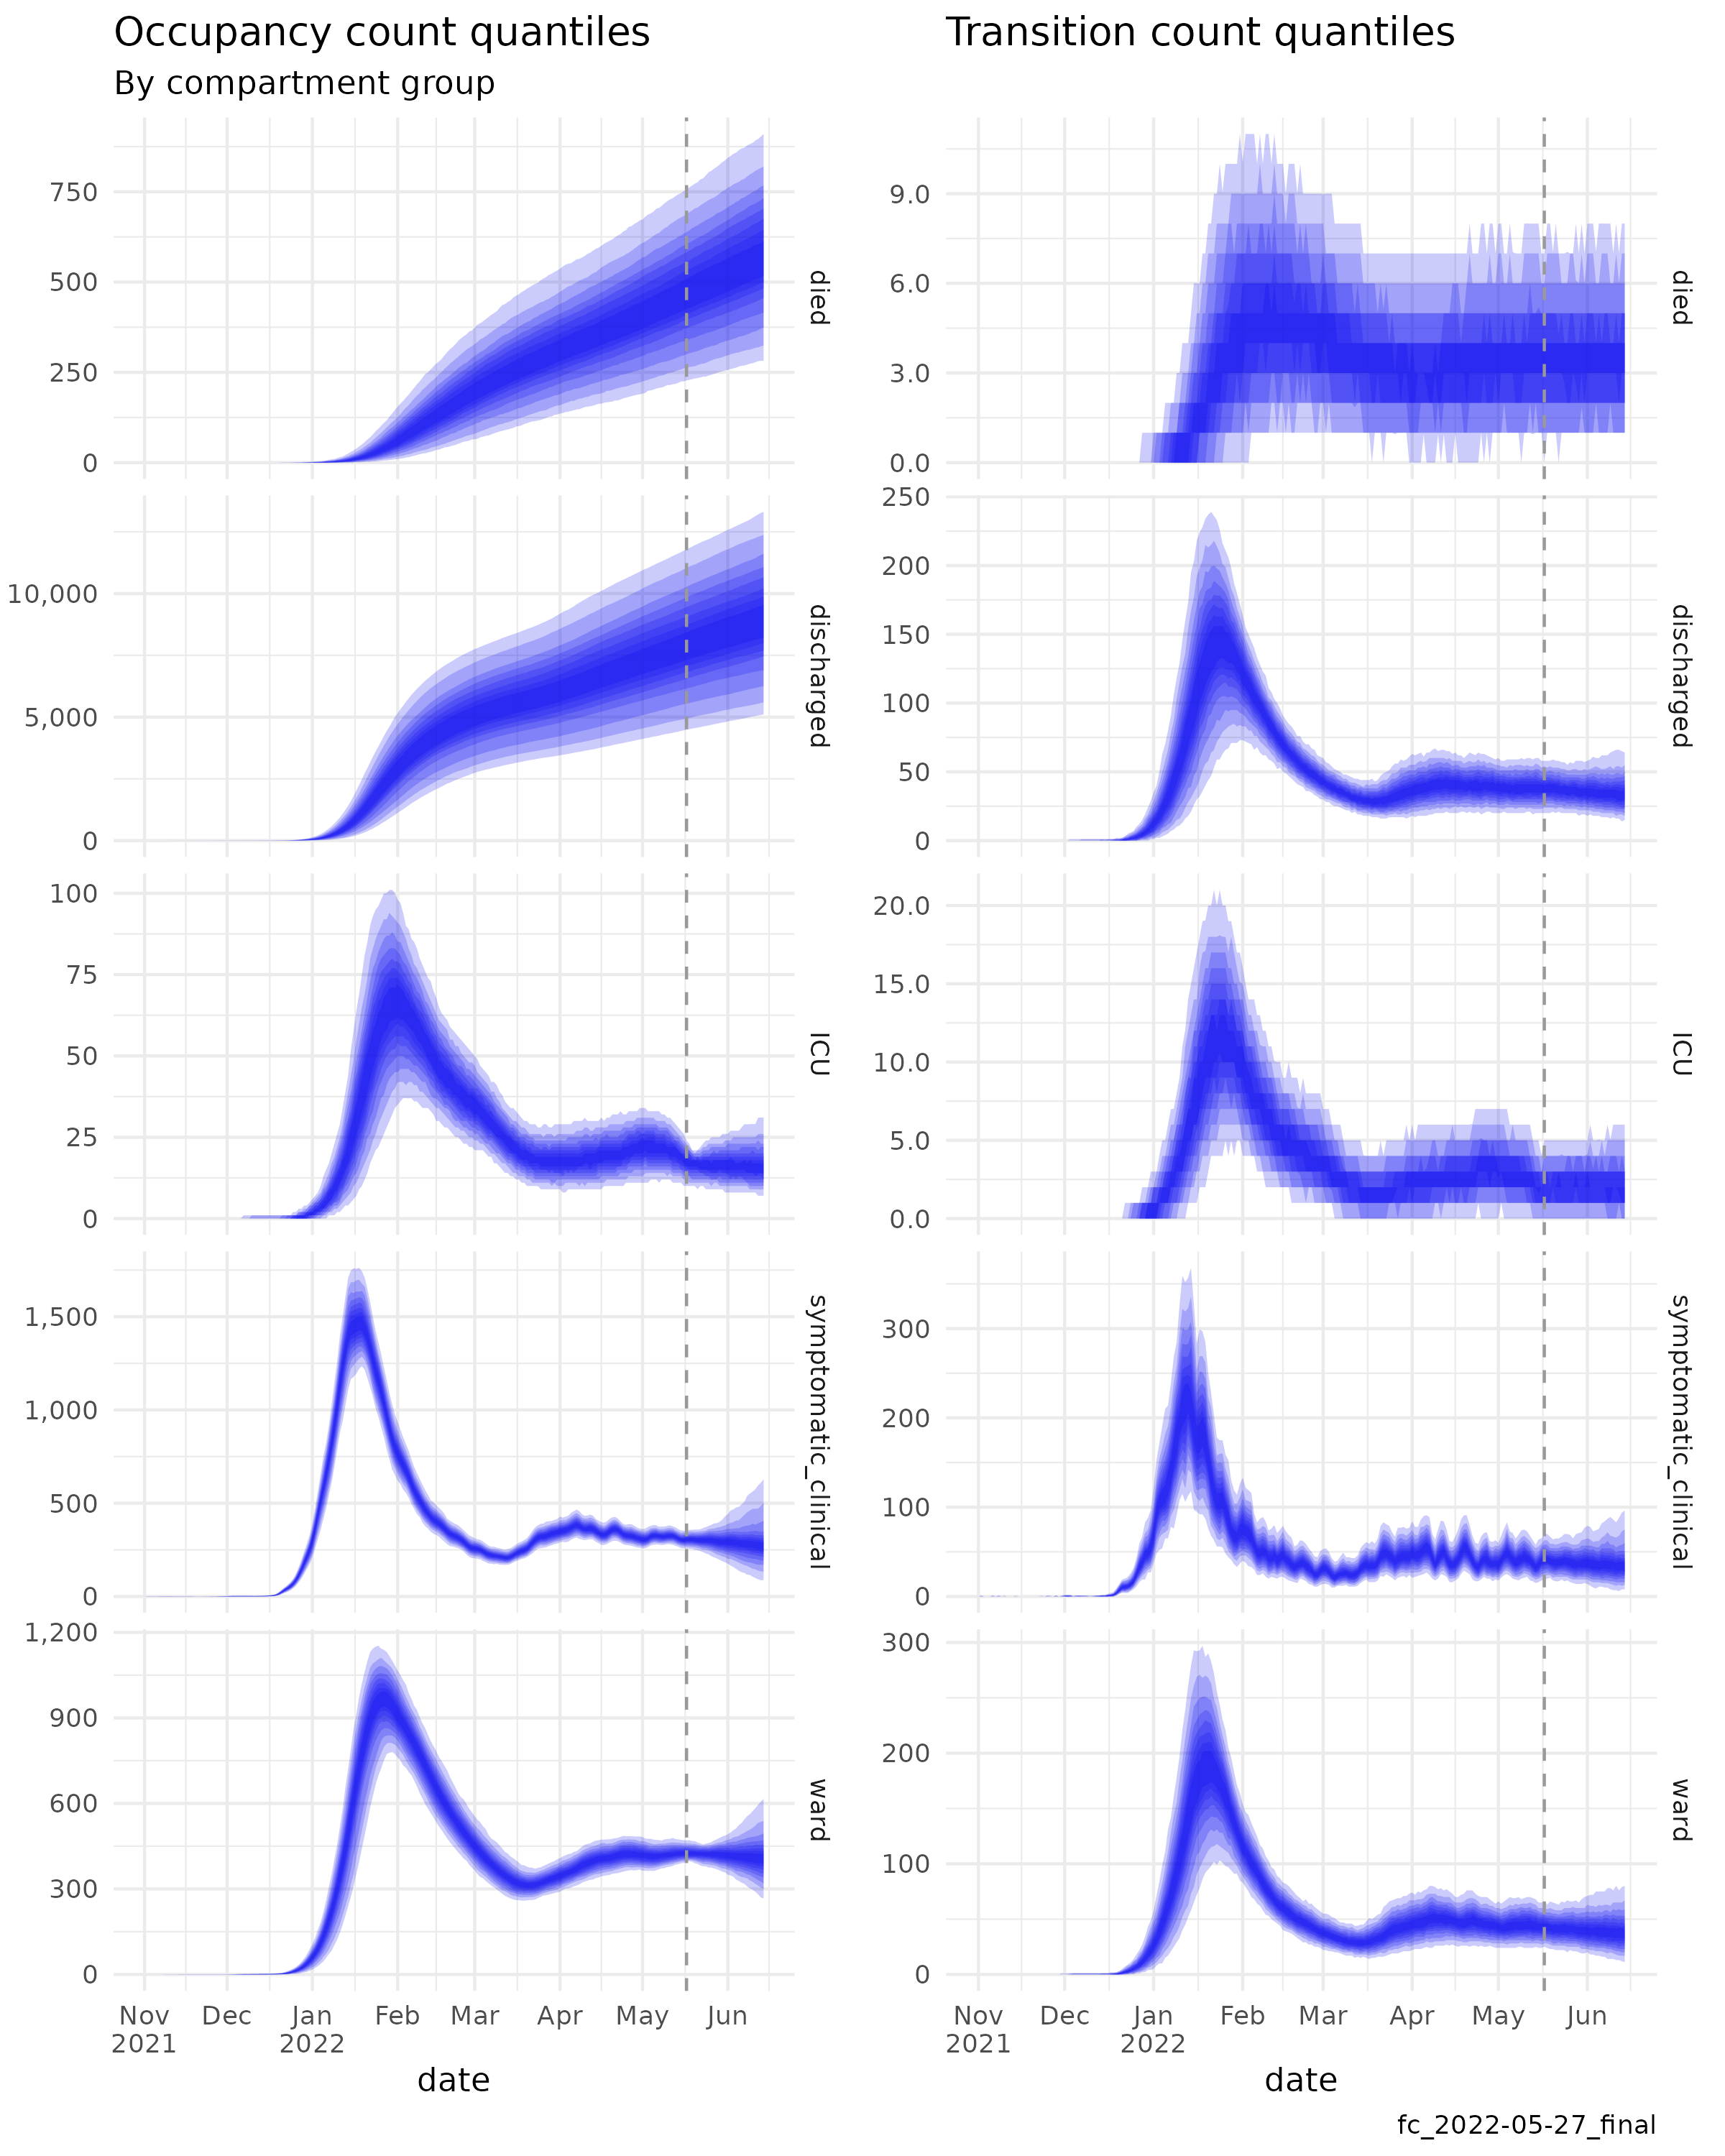 Occupancy count quantiles
By compartment group
750
500
250
0
died
10,000
5,000
0
discharged
100
75
50
25
0
ICU
1,500
1,000
500
0
symptomatic_clinical
1,200
900
600
300
0
ward
Nov Dec Jan Feb Mar Apr May Jun
2021 2022
date
Transition count quantiles
9.0
6.0
3.0
0.0
died
250
200
150
100
50
0
discharged
20.0
15.0
10.0
5.0
0.0
ICU
300
200
100
0
symptomatic_clinical
300
200
100
0
ward
Nov Dec Jan Feb Mar Apr May Jun
2021 2022
date
fc_2022-05-27_final